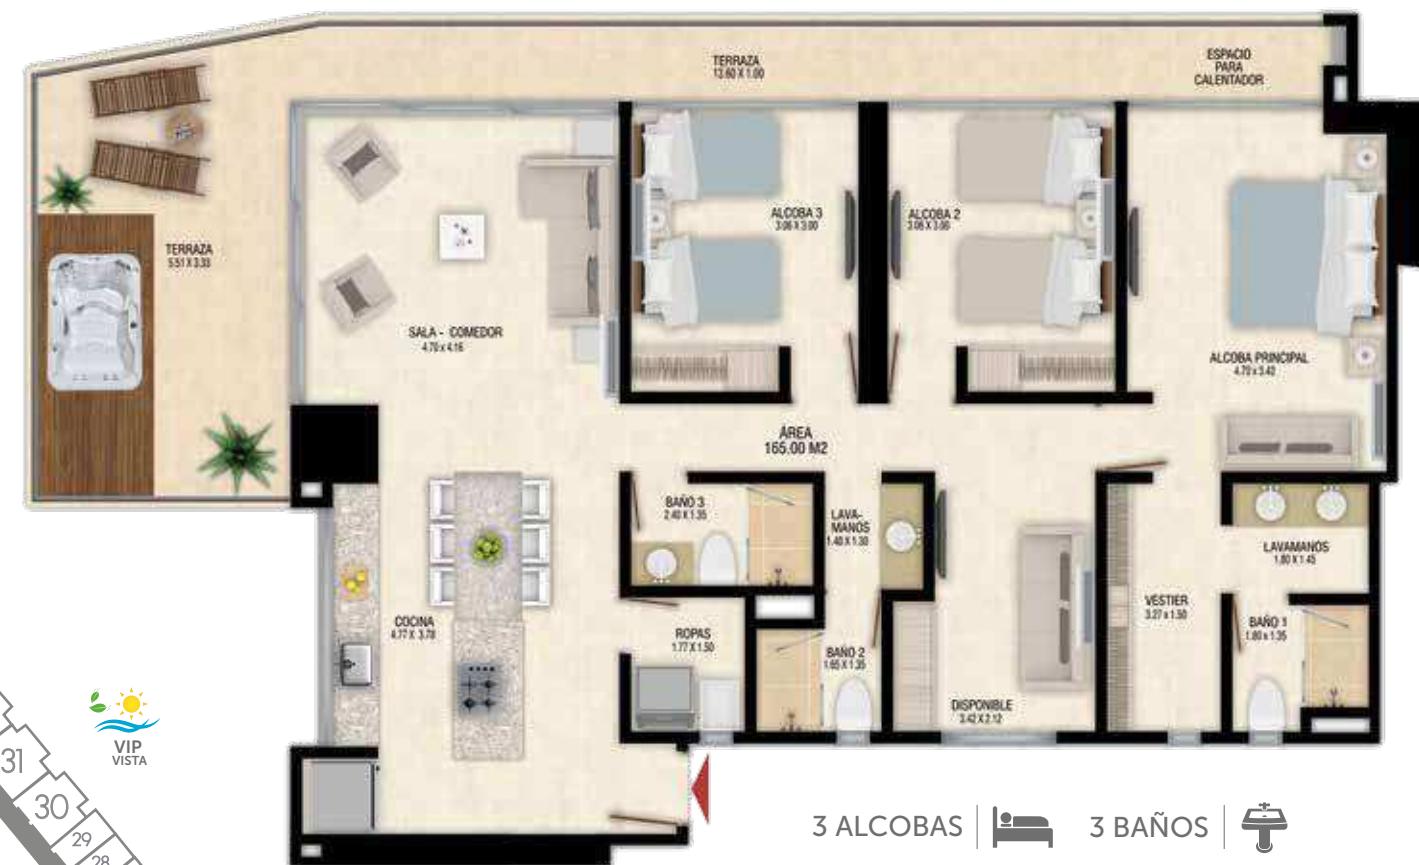 TERRAZA
13.60 X 1.00
ESPACIO
PARA
CALENTADOR
TERRAZA
5.51 X 3.33
ALCOBA 3
3.06 X 3.00
ALCOBA 2
3.06 X 3.00
SALA - COMEDOR
4.70 x 4.16
ALCOBA PRINCIPAL
4.70 x 3.42
ÁREA
165.00 M2
BAÑO 3
2.40 X 1.35
LAVA-
MANOS
1.40 X 1.30
LAVAMANOS
1.80 X 1.45
VESTIER
3.27 x 1.50
COCINA
4.77 X 3.78
ROPAS
1.77 X 1.50
BAÑO 1
1.80 x 1.35
BAÑO 2
1.65 X 1.35
DISPONIBLE
3.42 X 2.12
VIP
VISTA
31
30
29
28
3 ALCOBAS
3 BAÑOS